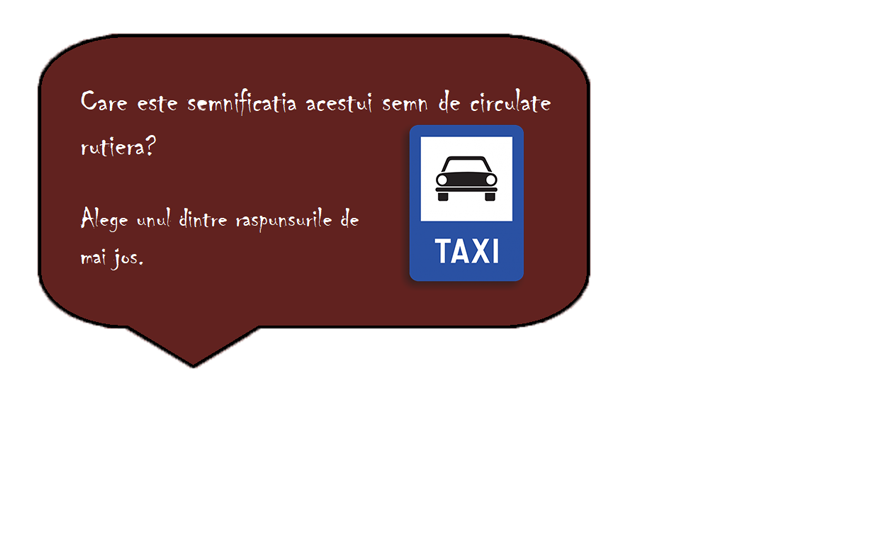 Care este semnificatia acestui semn de circulate
rutiera?
Alege unul dintre raspunsurile de
mai jos.
TAXI